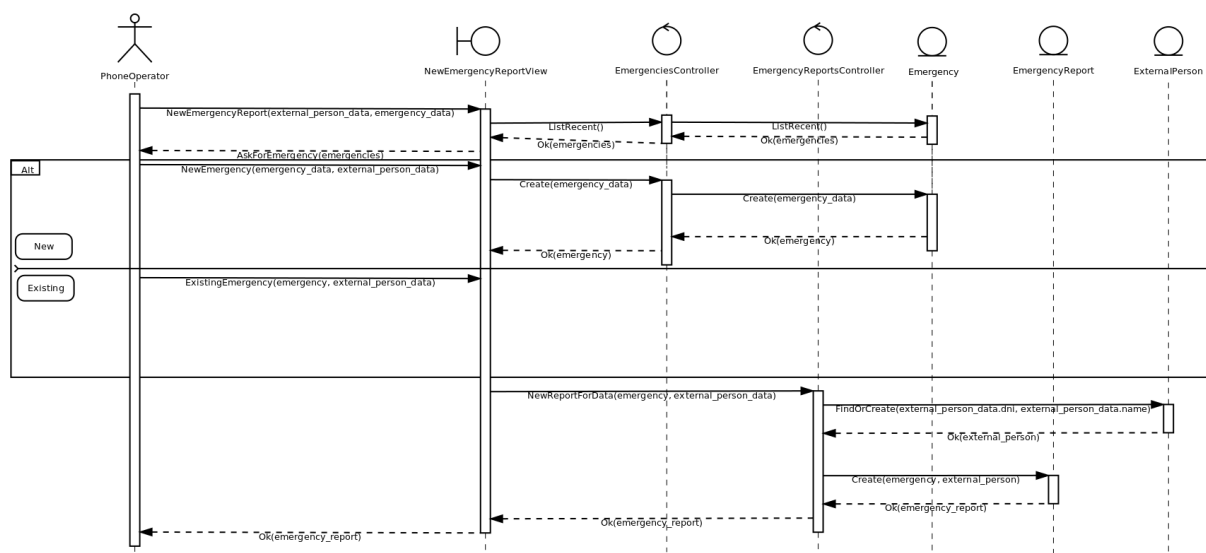 PhoneOperator
NewEmergencyReportView
EmergenciesController
EmergencyReportsController
Emergency
EmergencyReport
ExternalPerson
NewEmergencyReport(external_person_data, emergency_data)
ListRecent()
ListRecent()
Ok(emergencies)
Ok(emergencies)
AskForEmergency(emergencies)
Alt
NewEmergency(emergency_data, external_person_data)
Create(emergency_data)
Create(emergency_data)
New
Ok(emergency)
Ok(emergency)
ExistingEmergency(emergency, external_person_data)
Existing
NewReportForData(emergency, external_person_data)
FindOrCreate(external_person_data.dni, external_person_data.name)
Ok(external_person)
Create(emergency, external_person)
Ok(emergency_report)
Ok(emergency_report)
Ok(emergency_report)